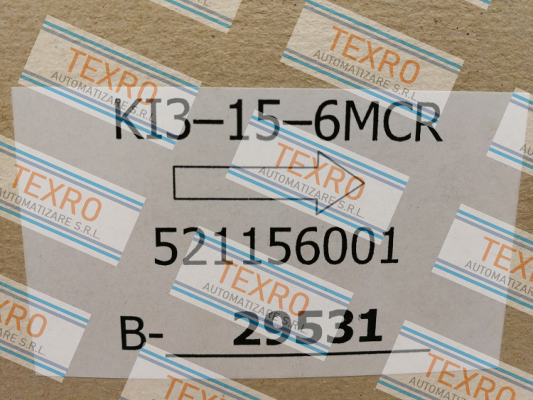 KI3-15-6MCR
521156001
B- 29531
TEXRO
AUTOMATIZARE S.R.L